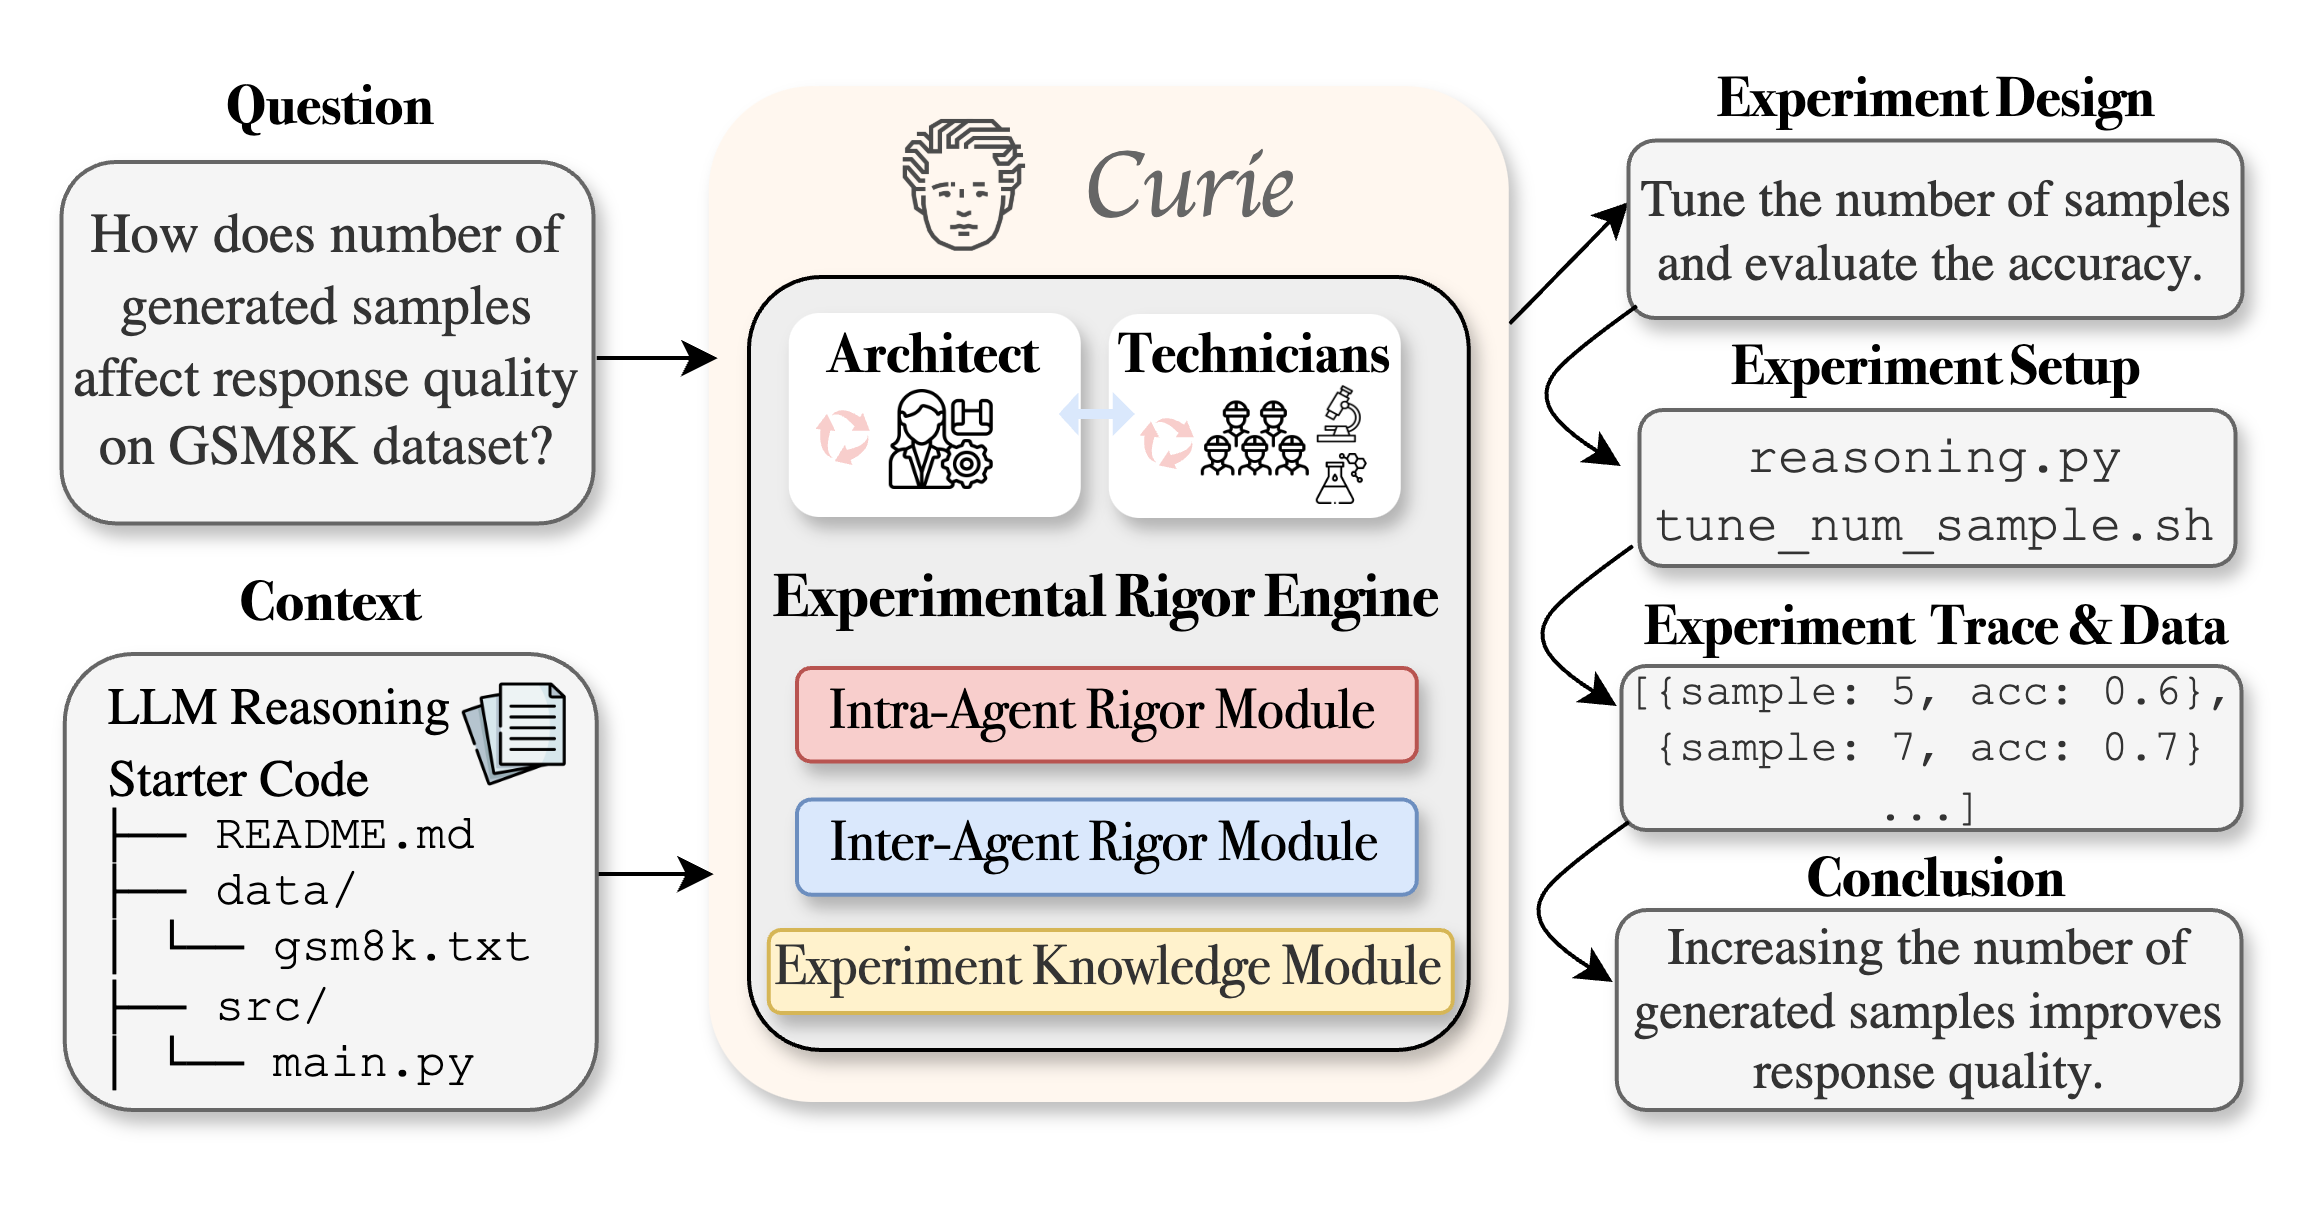 Question
How does number of
generated samples
affect response quality
on GSM8K dataset?
Context
LLM Reasoning
Starter Code
├── README.md
├── data/
│ └── gsm8k.txt
├── src/
│ └── main.py
Curie
Architect
Technicians
Experimental Rigor Engine
Intra-Agent Rigor Module
Inter-Agent Rigor Module
Experiment Knowledge Module
Experiment Design
Tune the number of samples
and evaluate the accuracy.
Experiment Setup
reasoning.py
tune_num_sample.sh
Experiment Trace & Data
[{sample: 5, acc: 0.6},
{sample: 7, acc: 0.7}
...]
Conclusion
Increasing the number of
generated samples improves
response quality.